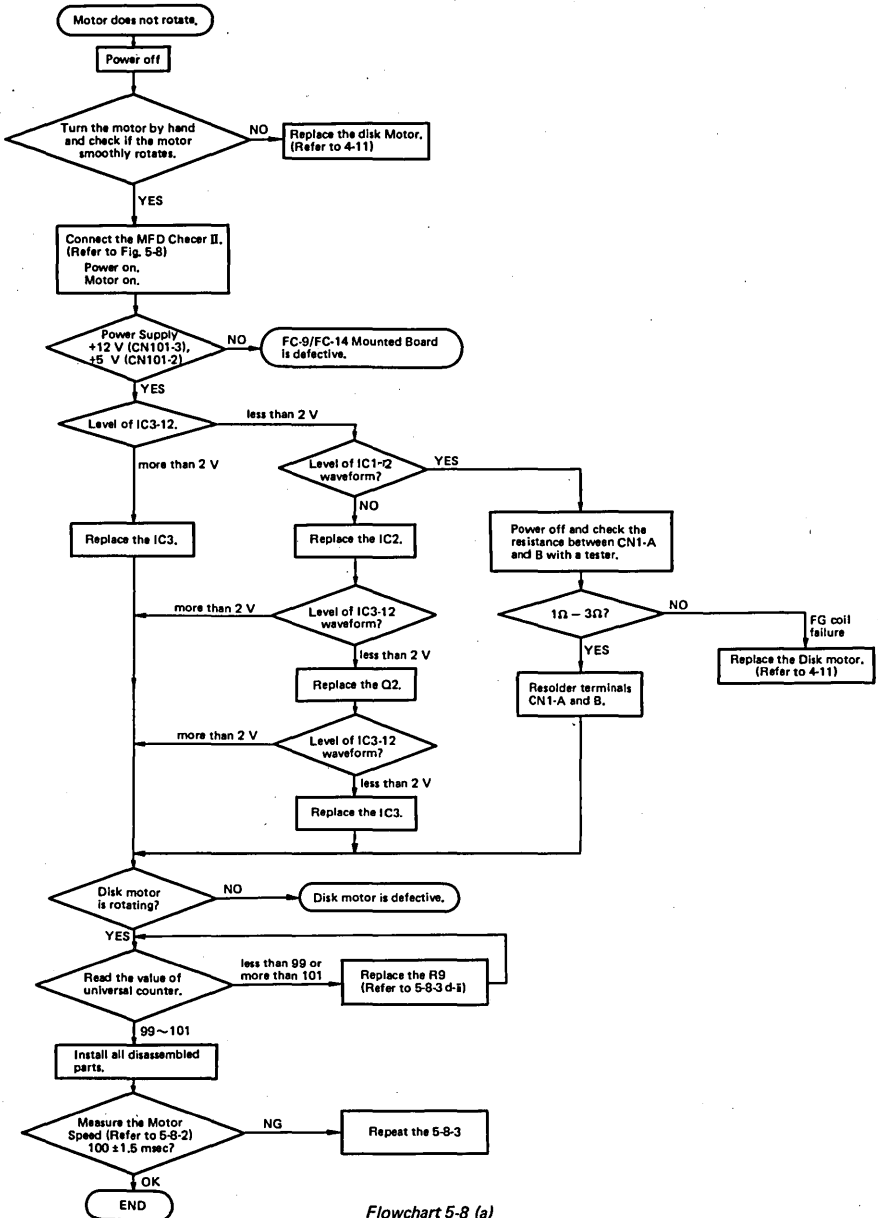 Motor does not rotate.
Power off
Turn the motor by hand
and check if the motor
smoothly rotates.
NO
Replace the disk Motor.
(Refer to 4-11)
YES
Connect the MFD Checer II.
(Refer to Fig. 5-8)
Power on.
Motor on.
Power Supply
+12 V (CN101-3),
+5 V (CN101-2)
NO
FC-9/FC-14 Mounted Board
is defective.
YES
Level of IC3-12.
less than 2 V
more than 2 V
Level of IC1-r2
waveform?
YES
NO
Replace the IC3.
Replace the IC2.
Power off and check the
resistance between CN1-A
and B with a tester.
more than 2 V
Level of IC3-12
waveform?
1Ω – 3Ω?
NO
FG coil
failure
less than 2 V
YES
Replace the Disk motor.
(Refer to 4-11)
Replace the Q2.
Resolder terminals
CN1-A and B.
more than 2 V
Level of IC3-12
waveform?
less than 2 V
Replace the IC3.
Disk motor
is rotating?
NO
Disk motor is defective.
YES
Read the value of
universal counter.
less than 99 or
more than 101
Replace the R9
(Refer to 5-8-3 d-ii)
99~101
Install all disassembled
parts.
Measure the Motor
Speed (Refer to 5-8-2)
100 ±1.5 msec?
NG
Repeat the 5-8-3
OK
END
Flowchart 5-8 (a)